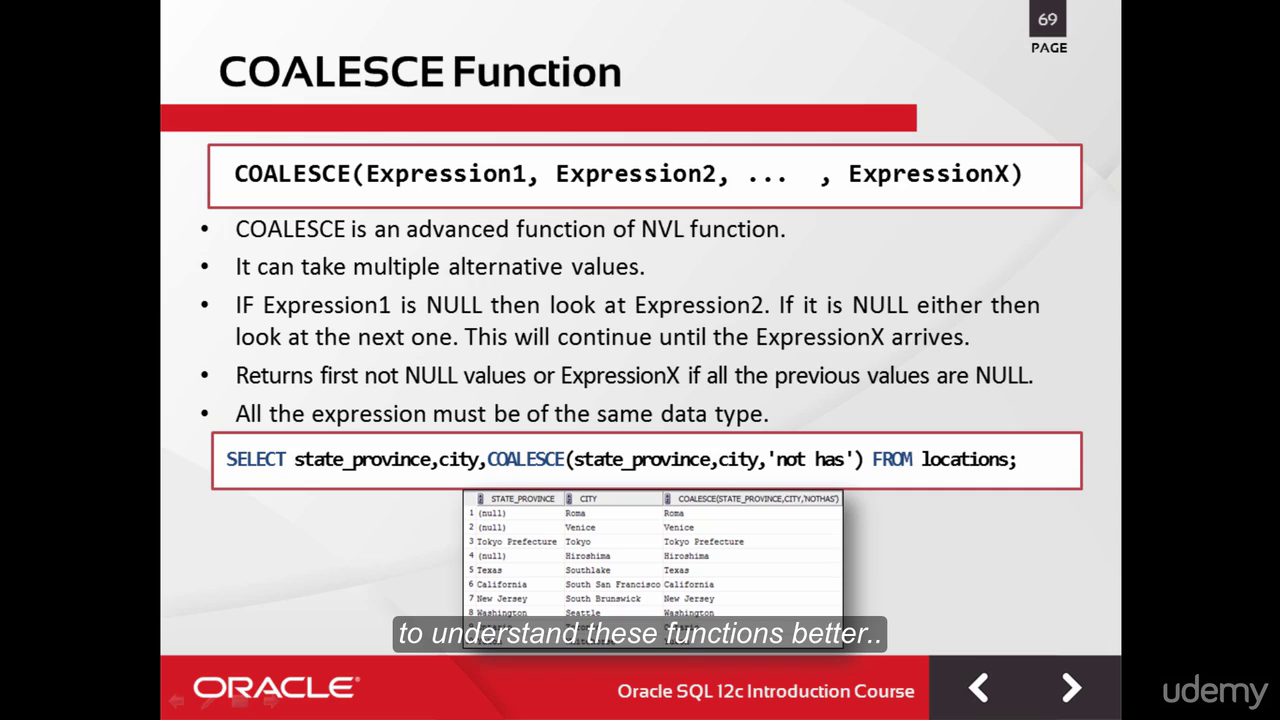 69
PAGE
COALESCE Function
COALESCE(Expression1, Expression2, ... , ExpressionX)
• COALESCE is an advanced function of NVL function.
• It can take multiple alternative values.
• IF Expression1 is NULL then look at Expression2. If it is NULL either then
look at the next one. This will continue until the ExpressionX arrives.
• Returns first not NULL values or ExpressionX if all the previous values are NULL.
• All the expression must be of the same data type.
SELECT state_province,city,COALESCE(state_province,city,'not has') FROM locations;
STATE_PROVINCE CITY COALESCE(STATE_PROVINCE,CITY,'NOTHAS')
1 (null) Roma Roma
2 (null) Venice Venice
3 Tokyo Prefecture Tokyo Tokyo Prefecture
4 (null) Hiroshima Hiroshima
5 Texas Southlake Texas
6 California South San Francisco California
7 New Jersey South Brunswick New Jersey
8 Washington Seattle Washington
to understand these functions better..
ORACLE®
Oracle SQL 12c Introduction Course
udemy